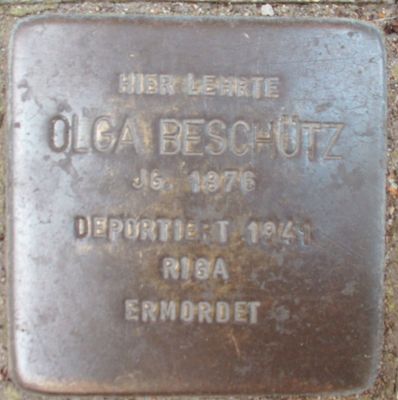 HIER LEHRTE
OLGA BESCHÜTZ
JG. 1876
DEPORTIERT 1941
RIGA
ERMORDET